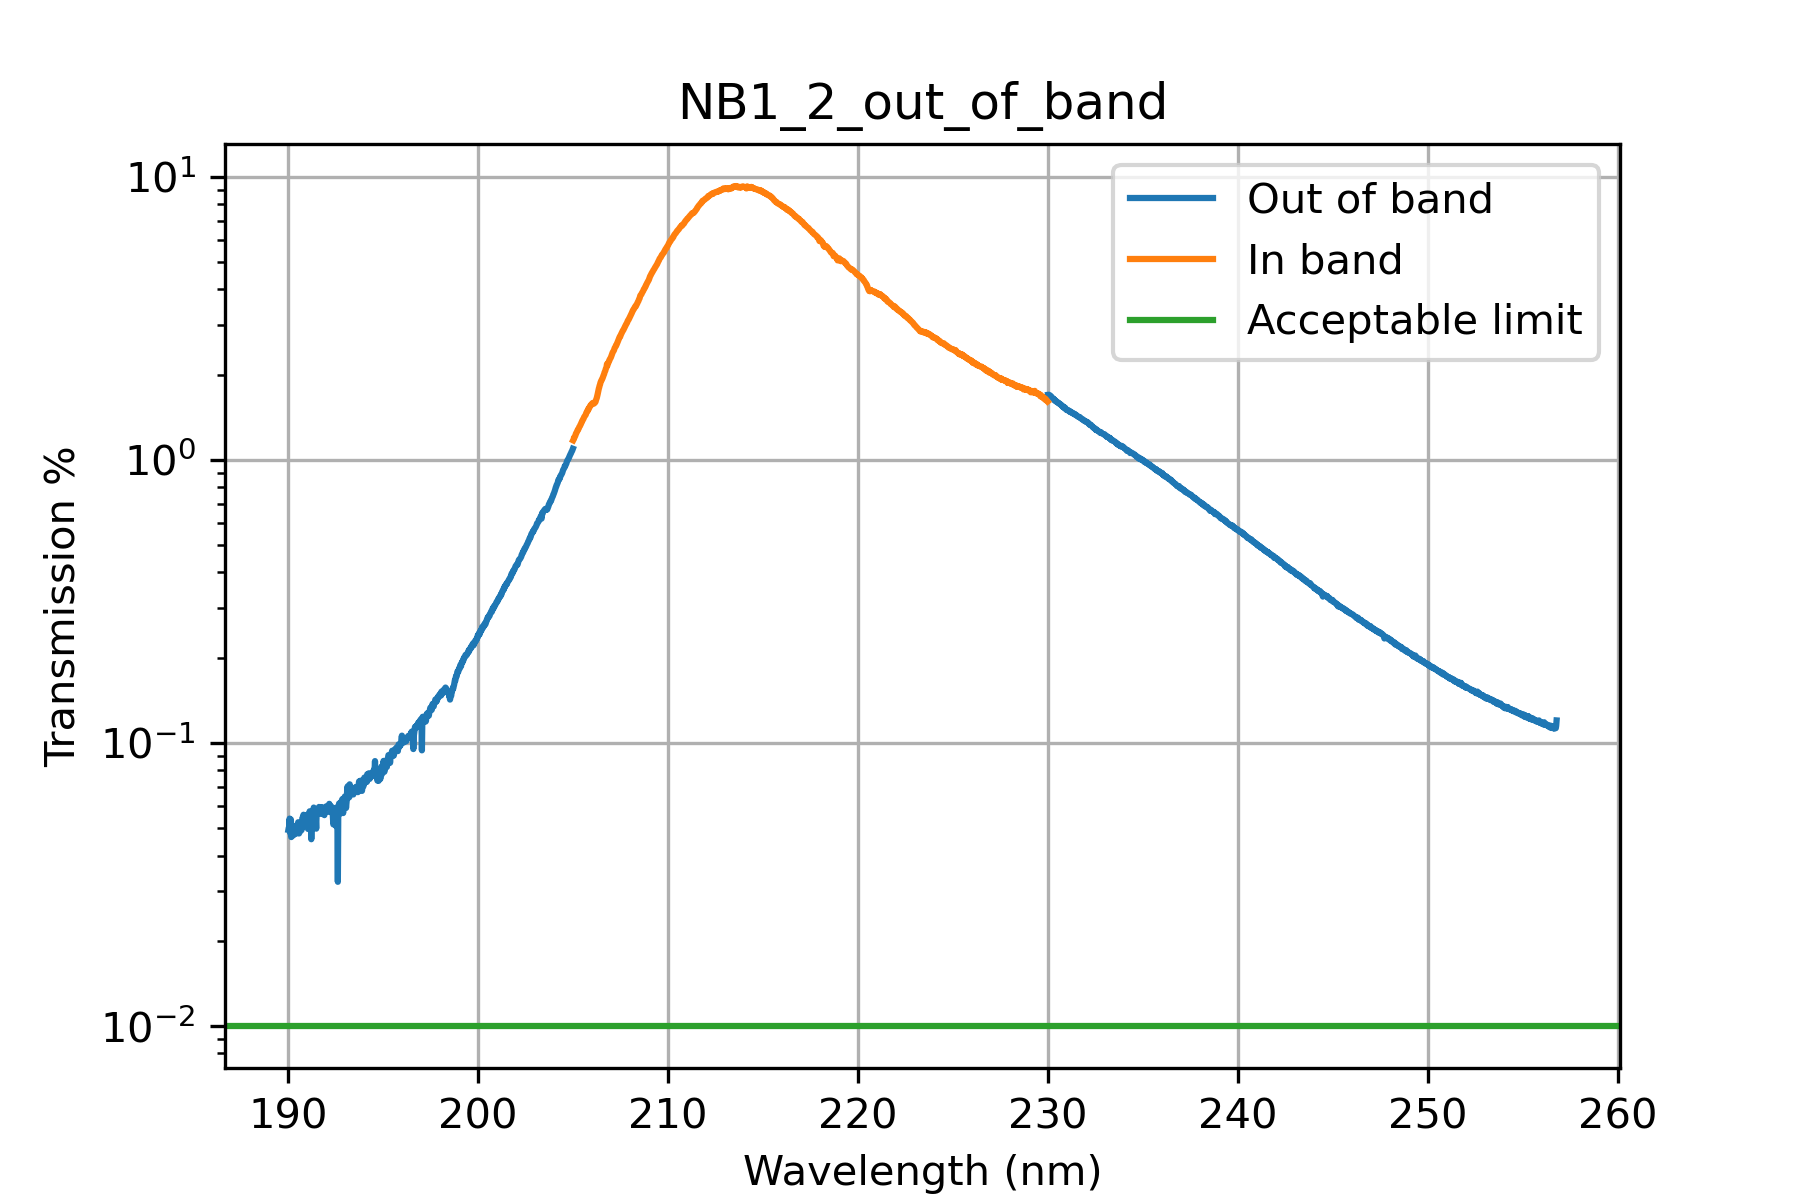 NB1_2_out_of_band
10¹
10⁰
10⁻¹
10⁻²
Transmission %
Out of band
In band
Acceptable limit
190 200 210 220 230 240 250 260
Wavelength (nm)